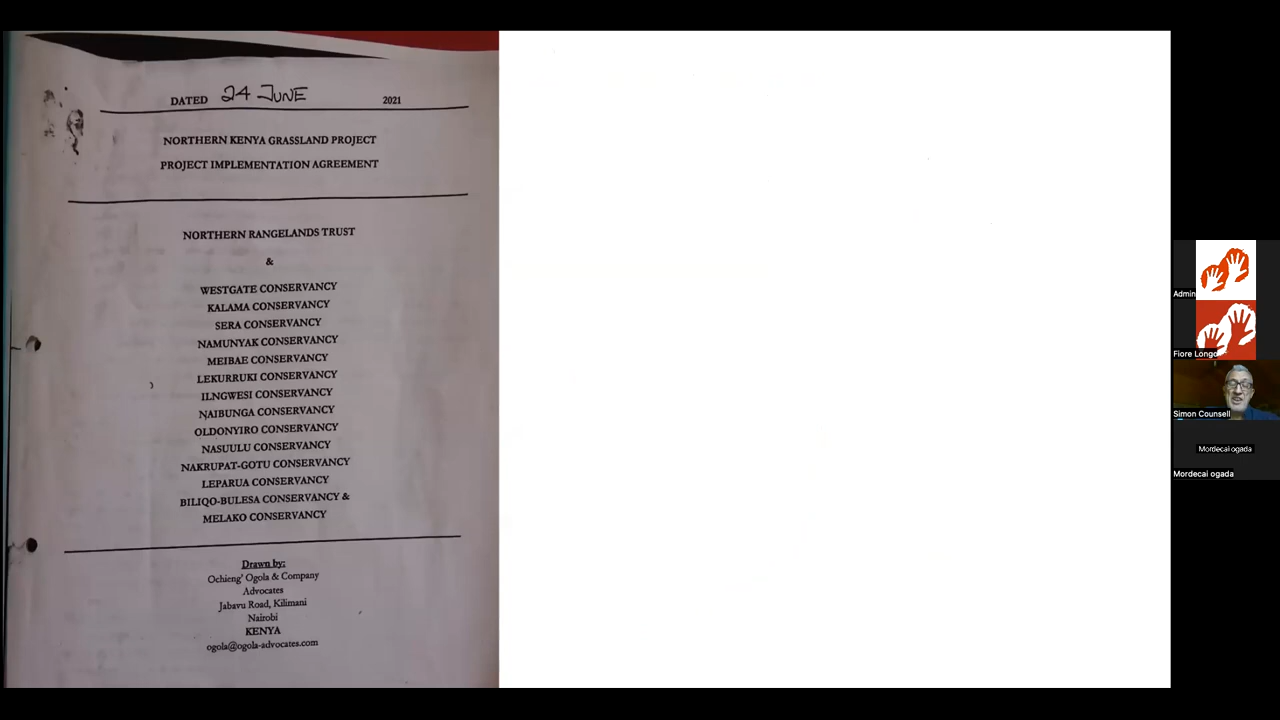 DATED 24 JUNE 2021
NORTHERN KENYA GRASSLAND PROJECT
PROJECT IMPLEMENTATION AGREEMENT
NORTHERN RANGELANDS TRUST
&
WESTGATE CONSERVANCY
KALAMA CONSERVANCY
SERA CONSERVANCY
NAMUNYAK CONSERVANCY
MEIBAE CONSERVANCY
LEKURRUKI CONSERVANCY
ILNGWESI CONSERVANCY
NAIBUNGA CONSERVANCY
OLDONYIRO CONSERVANCY
NASUULU CONSERVANCY
NAKRUPAT-GOTU CONSERVANCY
LEPARUA CONSERVANCY
BILIQO-BULESA CONSERVANCY &
MELAKO CONSERVANCY
Drawn by:
Ochieng' Ogola & Company
Advocates
Jabavu Road, Kilimani
Nairobi
KENYA
ogola@ogola-advocates.com
Admin
Fiore Longo
Simon Counsell
Mordecai ogada
Mordecai ogada